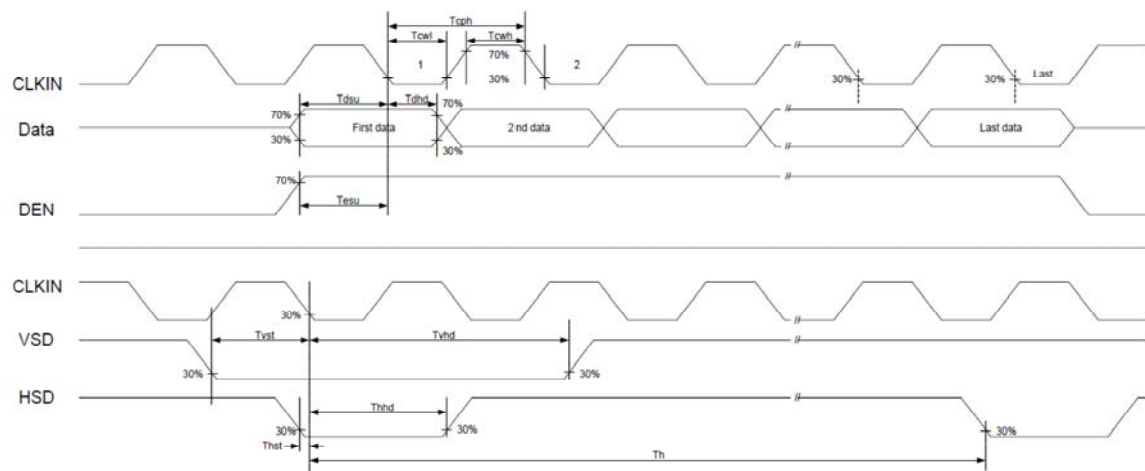 Tcph
Tcwl Tcwh
1 70% 2
CLKIN 30% 30% 30% Last
Tdsu Tdhd
70% 70%
Data First data 2 nd data Last data
30% 30%
70%
DEN Tesu
CLKIN
30%
VSD Tvst Tvhd
30% 30%
HSD Thhd
30% 30% 30%
Thst
Th